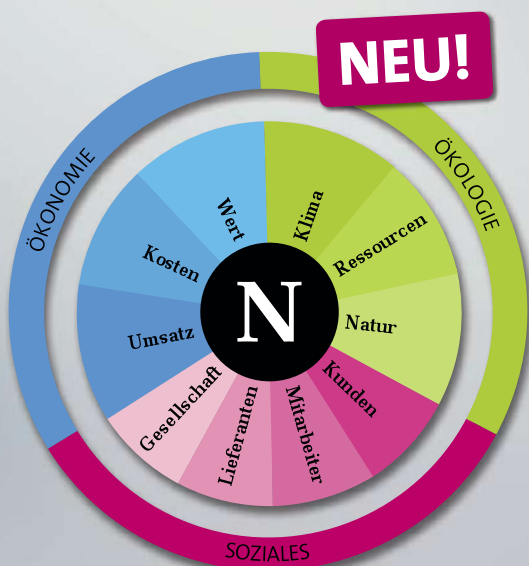 NEU!
ÖKONOMIE
ÖKOLOGIE
SOZIALES
Wert
Klima
Kosten
Ressourcen
Umsatz
Natur
Gesellschaft
Lieferanten
Mitarbeiter
Kunden
N